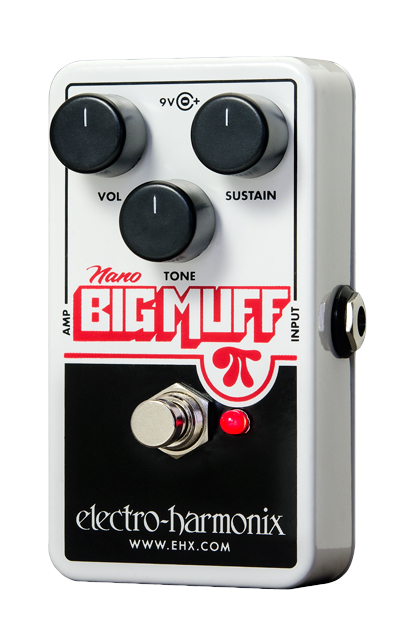 9V +
VOL
SUSTAIN
TONE
Nano
BIG MUFF
π
AMP
INPUT
electro-harmonix
WWW.EHX.COM